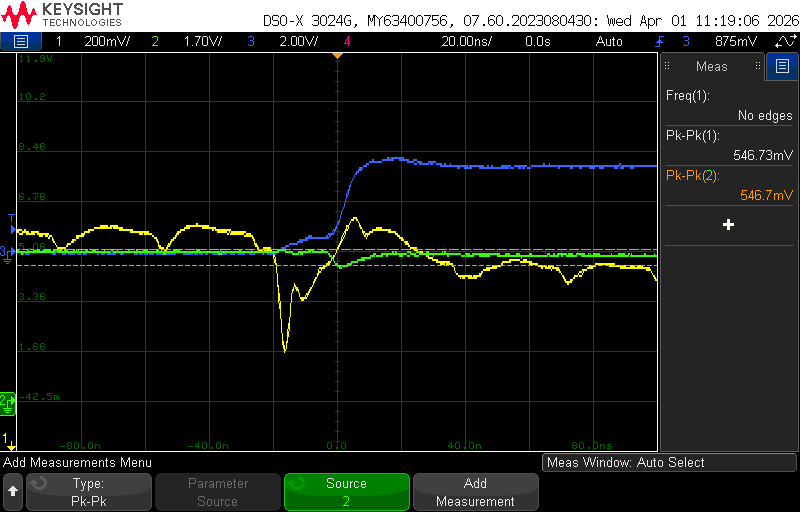 KEYSIGHT
TECHNOLOGIES
DSO-X 3024G, MY63400756, 07.60.2023080430: Wed Apr 01 11:19:06 2026
1 200mV/ 2 1.70V/ 3 2.00V/ 4 20.00ns/ 0.0s Auto 3 875mV
11.9V
10.2
8.46
6.76
5.06
3.36
1.66
-42.5m
-80.0n -40.0n 0.0 40.0n 80.0ns
T
3
2
1
Meas
Freq(1):
No edges
Pk-Pk(1):
546.73mV
Pk-Pk(2):
546.7mV
Add Measurements Menu
Meas Window: Auto Select
Type:
Pk-Pk
Parameter
Source
Source
2
Add
Measurement